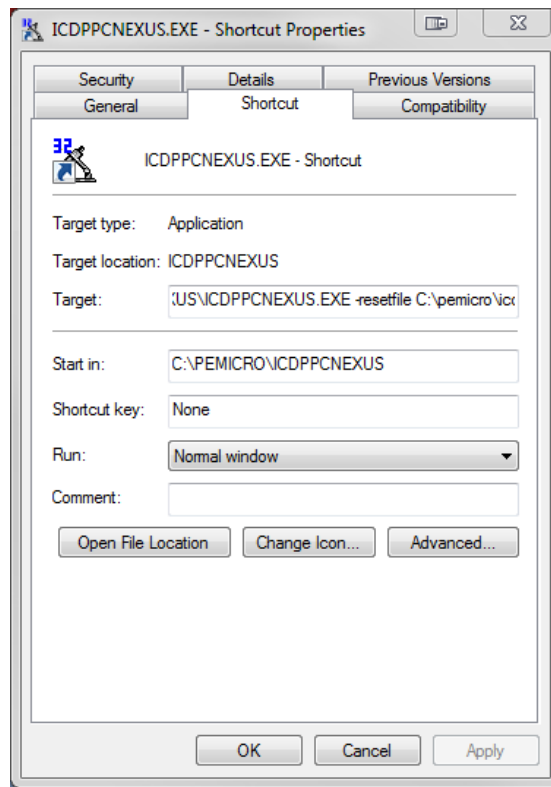 ICDPPCNEXUS.EXE - Shortcut Properties
Security Details Previous Versions
General Shortcut Compatibility
32
ICDPPCNEXUS.EXE - Shortcut
Target type: Application
Target location: ICDPPCNEXUS
Target: US\ICDPPCNEXUS.EXE -resetfile C:\pemicro\icc
Start in: C:\PEMICRO\ICDPPCNEXUS
Shortcut key: None
Run: Normal window
Comment:
Open File Location Change Icon... Advanced...
OK Cancel Apply